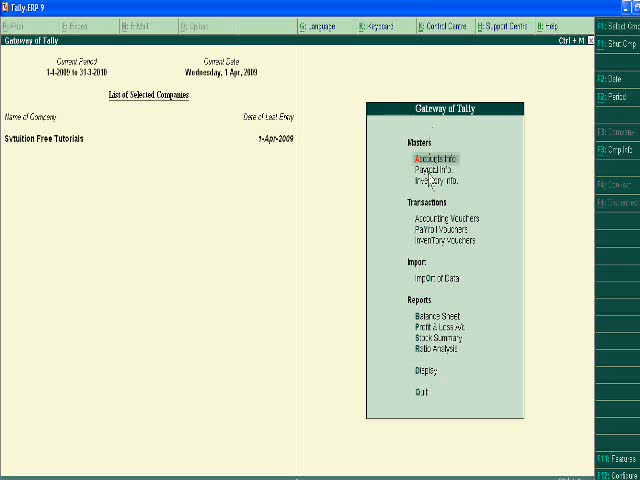 Tally.ERP 9
P: Print
E: Export
M: E-Mail
O: Upload
G: Language
K: Keyboard
K: Control Centre
H: Support Centre
H: Help
Gateway of Tally
Ctrl + M
Current Period
1-4-2009 to 31-3-2010
Current Date
Wednesday, 1 Apr, 2009
List of Selected Companies
Name of Company
Date of Last Entry
Svtuition Free Tutorials
1-Apr-2009
Gateway of Tally
Masters
Accounts Info.
Payroll Info.
Inventory Info.
Transactions
Accounting Vouchers
PaYroll Vouchers
InvenTory Vouchers
Import
ImpOrt of Data
Reports
Balance Sheet
Profit & Loss A/c
Stock Summary
Ratio Analysis
Display
Quit
F1: Select Cmp
F1: Shut Cmp
F2: Date
F2: Period
F3: Company
F3: Cmp Info
F4: Connect
F4: Disconnect
F11: Features
F12: Configure